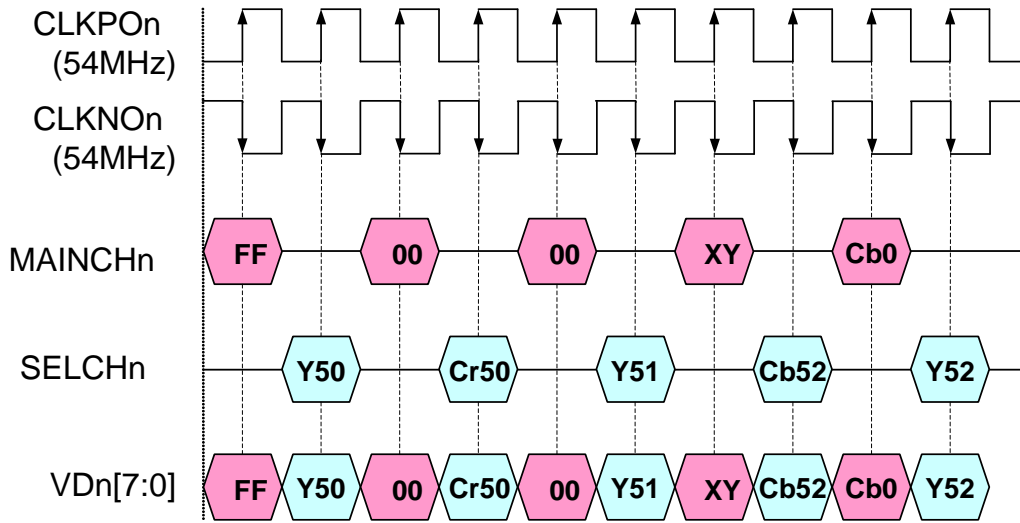 CLKPOn
(54MHz)
CLKNOn
(54MHz)
MAINCHn FF 00 00 XY Cb0
SELCHn Y50 Cr50 Y51 Cb52 Y52
VDn[7:0] FF Y50 00 Cr50 00 Y51 XY Cb52 Cb0 Y52